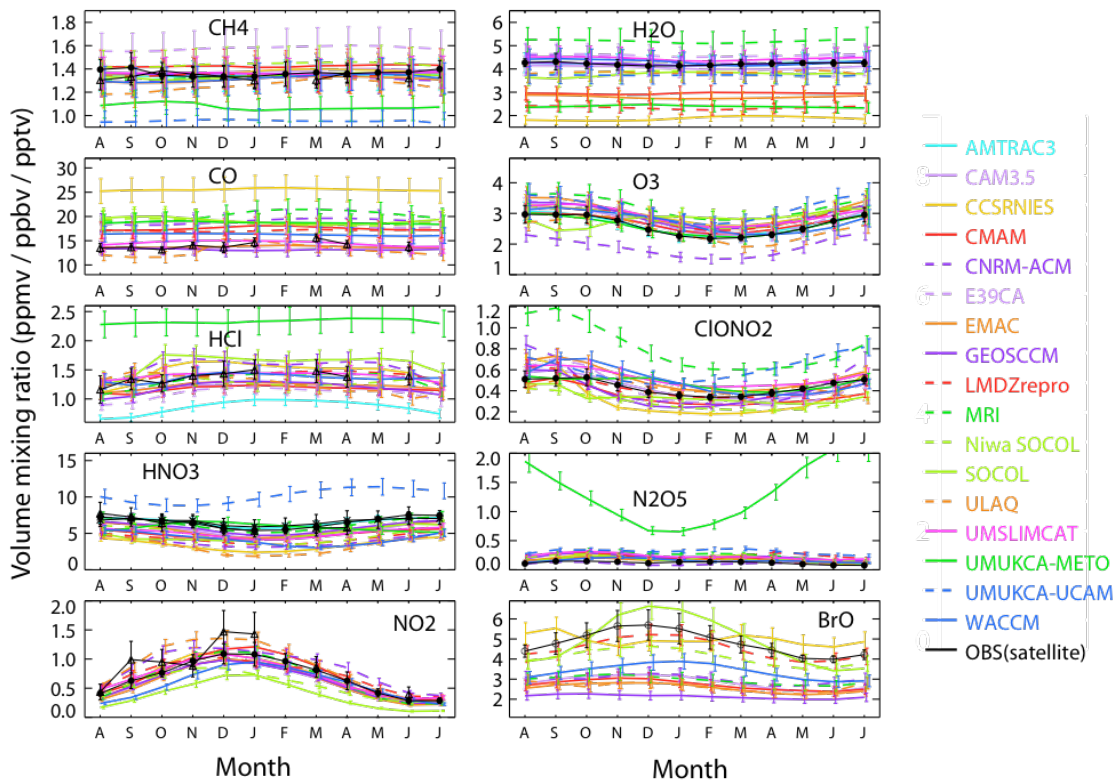 Volume mixing ratio (ppmv / ppbv / pptv)
CH4
1.8
1.6
1.4
1.2
1.0
A S O N D J F M A M J J
H2O
6
5
4
3
2
A S O N D J F M A M J J
CO
30
25
20
15
10
A S O N D J F M A M J J
O3
4
3
2
1
A S O N D J F M A M J J
HCl
2.5
2.0
1.5
1.0
A S O N D J F M A M J J
ClONO2
1.2
1.0
0.8
0.6
0.4
0.2
A S O N D J F M A M J J
HNO3
15
10
5
0
A S O N D J F M A M J J
N2O5
2.0
1.5
1.0
0.5
0.0
A S O N D J F M A M J J
NO2
2.0
1.5
1.0
0.5
0.0
A S O N D J F M A M J J
BrO
6
5
4
3
2
1
A S O N D J F M A M J J
Month
Month
AMTRAC3
CAM3.5
CCSRNIES
CMAM
CNRM-ACM
E39CA
EMAC
GEOSCCM
LMDZrepro
MRI
Niwa SOCOL
SOCOL
ULAQ
UMSLIMCAT
UMUKCA-METO
UMUKCA-UCAM
WACCM
OBS(satellite)